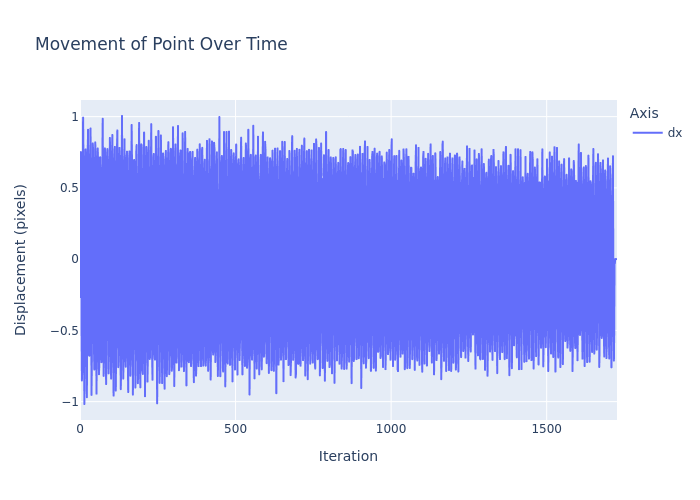 Movement of Point Over Time
Axis
dx
1
0.5
0
−0.5
−1
Displacement (pixels)
0
500
1000
1500
Iteration